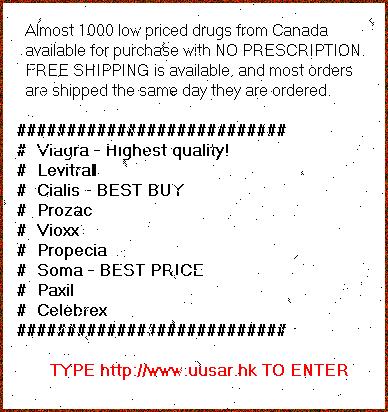 Almost 1000 low priced drugs from Canada
available for purchase with NO PRESCRIPTION.
FREE SHIPPING is available, and most orders
are shipped the same day they are ordered.
###########################
# Viagra - Highest quality!
# Levitrall
# Cialis - BEST BUY
# Prozac
# Vioxx
# Propecia
# Soma - BEST PRICE
# Paxil
# Celebrex
###########################
TYPE http://www.uusar.hk TO ENTER